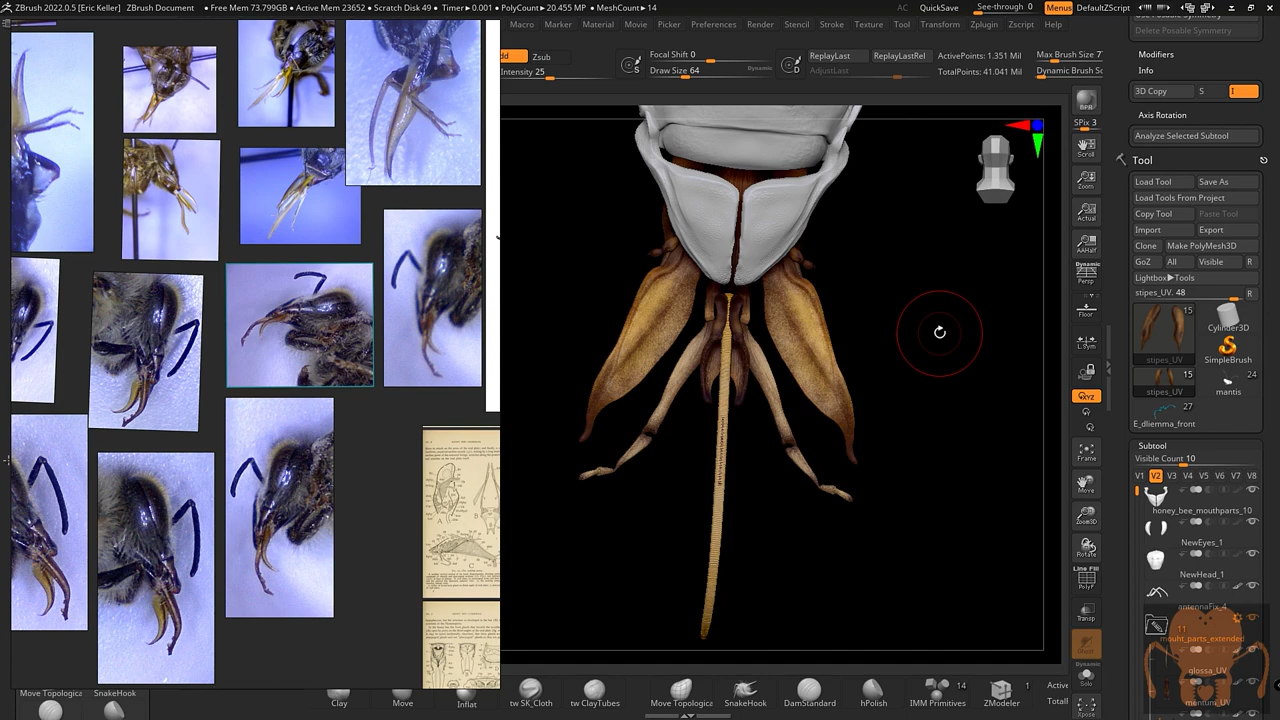 ZBrush 2022.0.5 [Eric Keller] ZBrush Document ● Free Mem 73.799GB ● Active Mem 23652 ● Scratch Disk 49 ● Timer▶0.001 ● PolyCount▶20.455 MP ● MeshCount▶14 AC QuickSave See-through 0 Menus DefaultZScript
Macro Marker Material Movie Picker Preferences Render Stencil Stroke Texture Tool Transform Zplugin Zscript Help
Delete Posable Symmetry
Modifiers
Info
3D Copy S I
Axis Rotation
Analyze Selected Subtool
Zsub
Intensity 25
Focal Shift 0
Draw Size 64
Dynamic
S
D
ReplayLast ReplayLastRel
AdjustLast
ActivePoints: 1.351 Mil
TotalPoints: 41.041 Mil
Max Brush Size
Dynamic Brush Sc
BPR
SPix 3
Scroll
Zoom
Actual
AAHalf
Dynamic
Persp
Floor
L.Sym
XYZ
Frame
Move
Zoom3D
Rotate
Line Fill
PolyF
Transp
Ghost
Dynamic
Solo
Xpose
Tool
Load Tool Save As
Load Tools From Project
Copy Tool Paste Tool
Import Export
Clone Make PolyMesh3D
GoZ All Visible R
Lightbox▶Tools
stipes_UV. 48 R
15
stipes_UV
Cylinder3D
SimpleBrush
15
stipes_UV
24
mantis
27
E_dlemma_front
Subtool
Visible Count 10
V1 V2 V3 V4 V5 V6 V7 V8
honey_bee_mouthparts_10
NewEyes_1
NewHead_1
antennaFix_4
11
mount_parts_extended
glossa_UV
mentum_UV
Move Topologica SnakeHook Clay Move Inflat tw SK_Cloth tw ClayTubes Move Topologica SnakeHook DamStandard hPolish 14 IMM Primitives 1 ZModeler
Active
Total